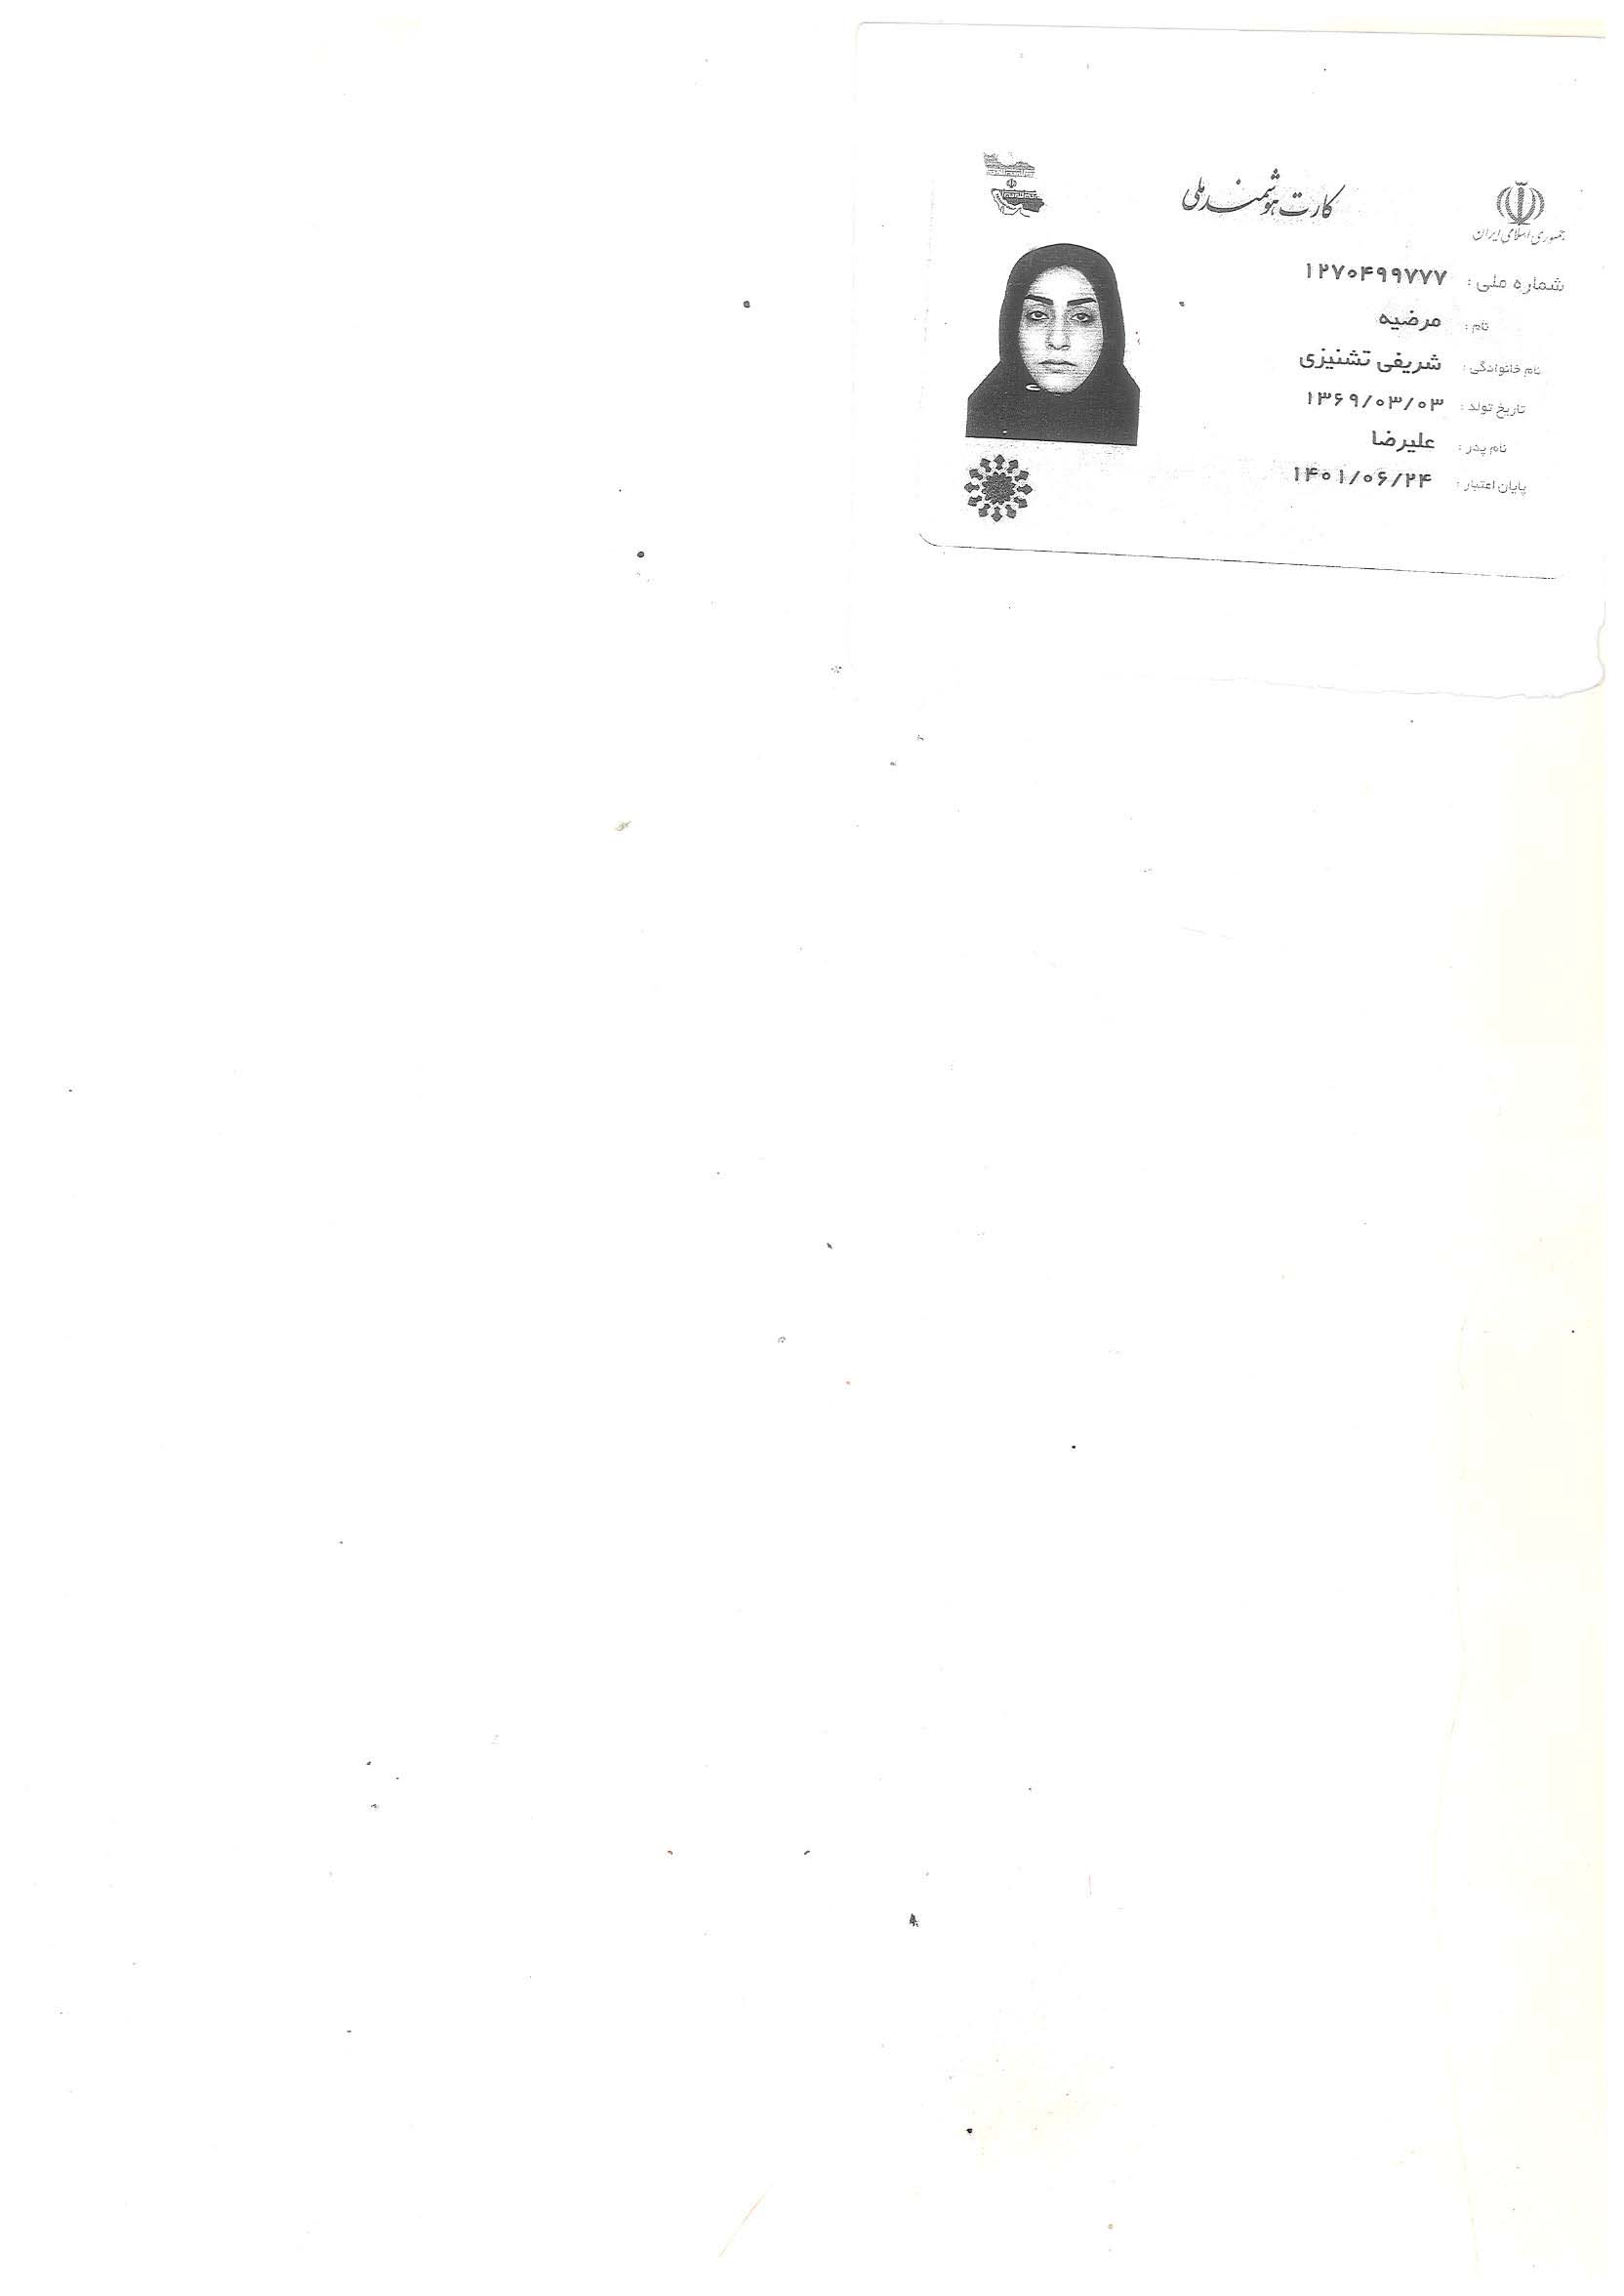 جمهوری اسلامی ایران
کارت هوشمند ملی
شماره ملی : ۱۲۷۰۴۹۹۷۷۷
نام : مرضیه
نام خانوادگی : شریفی تشنیزی
تاریخ تولد : ۱۳۶۹/۰۳/۰۳
نام پدر : علیرضا
پایان اعتبار : ۱۴۰۱/۰۶/۲۴